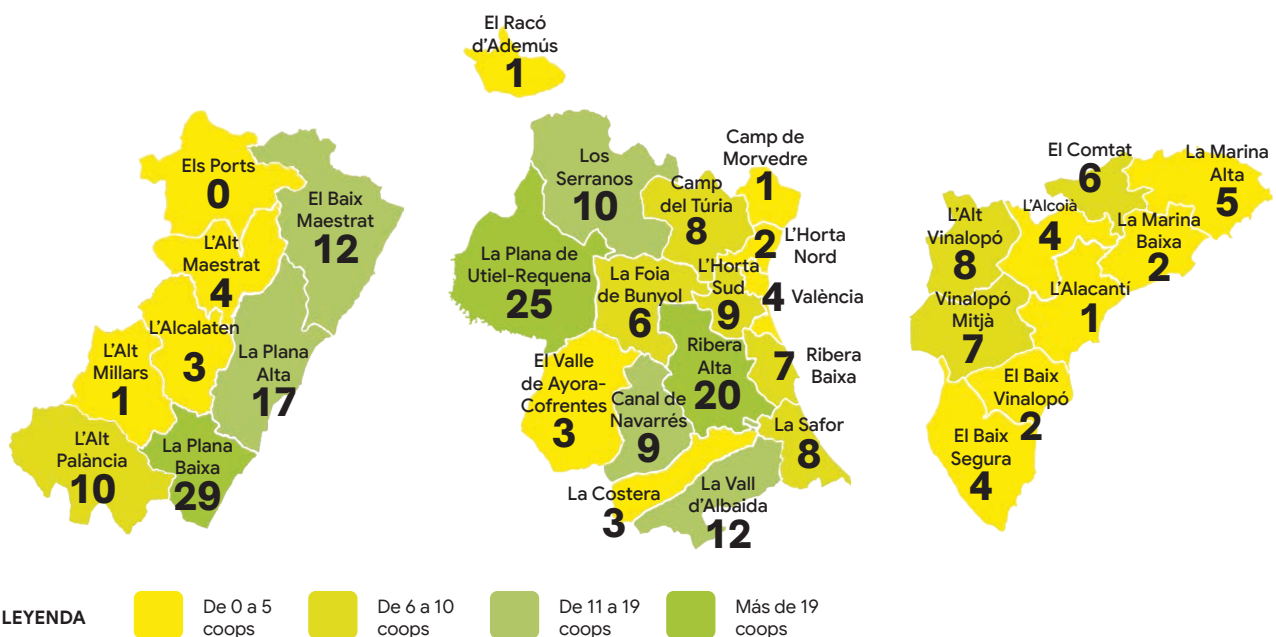 El Racó
d'Ademús
1
Els Ports
0
El Baix
Maestrat
12
L'Alt
Maestrat
4
L'Alcalaten
3
La Plana
Alta
17
L'Alt
Millars
1
L'Alt
Palància
10
La Plana
Baixa
29
Los
Serranos
10
Camp de
Morvedre
1
Camp
del Túria
8
2
L'Horta
Nord
La Plana de
Utiel-Requena
25
La Foia
de Bunyol
6
L'Horta
Sud
9
4 València
El Valle
de Ayora-
Cofrentes
3
Ribera
Alta
20
7
Ribera
Baixa
Canal de
Navarrés
9
La Safor
8
La Costera
3
La Vall
d'Albaida
12
El Comtat
6
La Marina
Alta
5
L'Alt
Vinalopó
8
L'Alcoià
4
La Marina
Baixa
2
Vinalopó
Mitjà
7
L'Alacantí
1
El Baix
Vinalopó
2
El Baix
Segura
4
LEYENDA
De 0 a 5
coops
De 6 a 10
coops
De 11 a 19
coops
Más de 19
coops